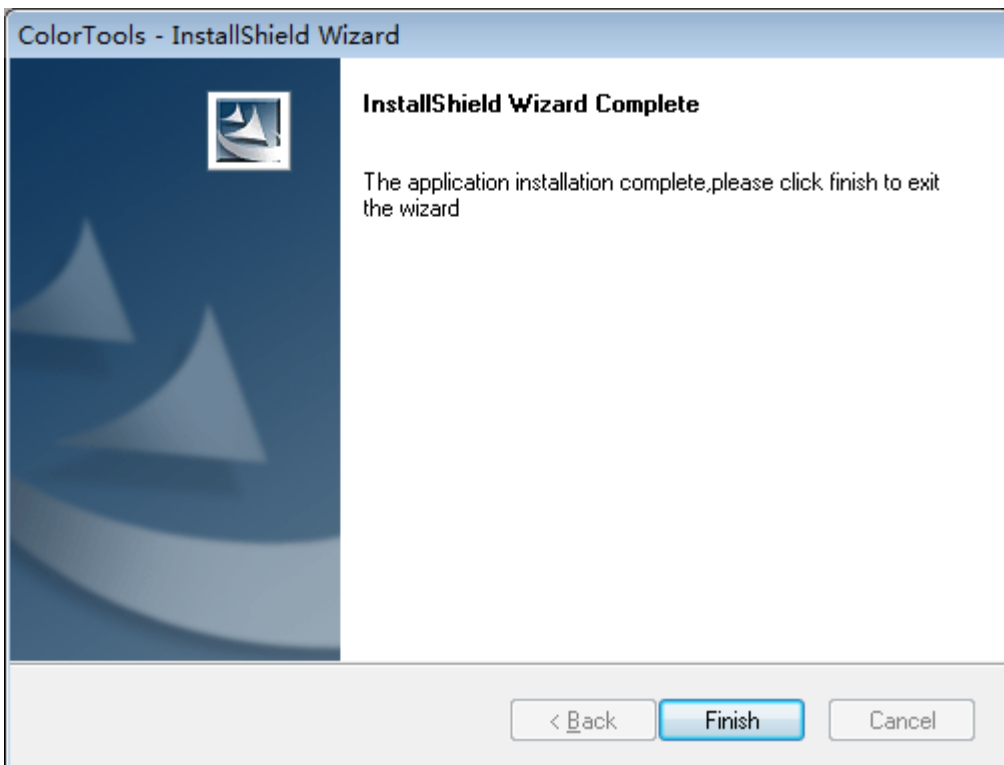 ColorTools - InstallShield Wizard
InstallShield Wizard Complete
The application installation complete,please click finish to exit
the wizard
< Back
Finish
Cancel